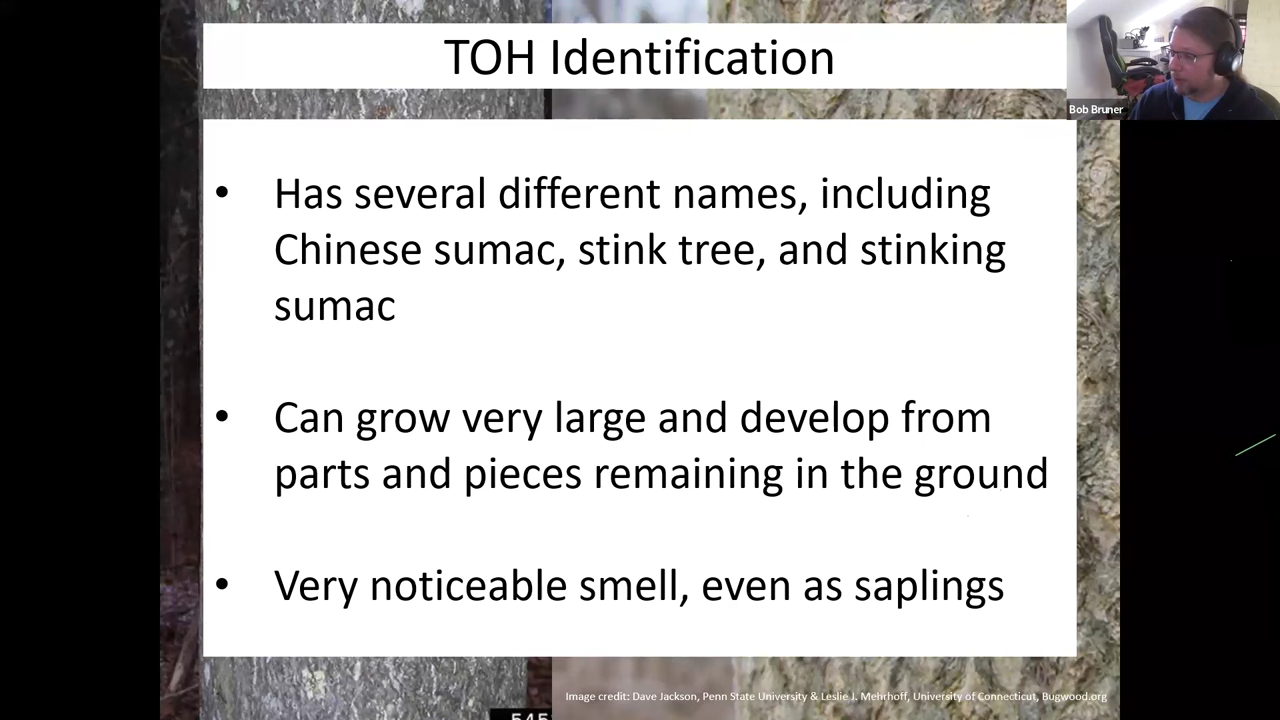 TOH Identification
Bob Bruner
• Has several different names, including
Chinese sumac, stink tree, and stinking
sumac
• Can grow very large and develop from
parts and pieces remaining in the ground
• Very noticeable smell, even as saplings
Image credit: Dave Jackson, Penn State University & Leslie J. Mehrhoff, University of Connecticut, Bugwood.org